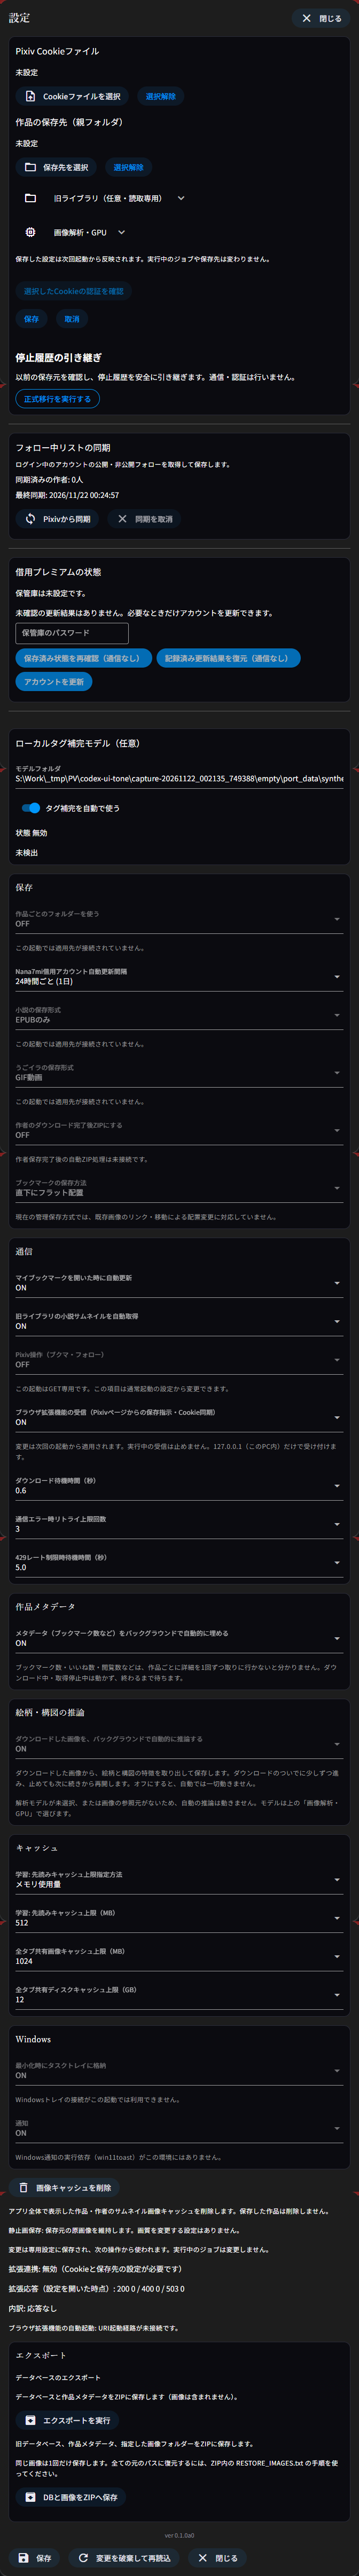 設定
閉じる
Pixiv Cookieファイル
未設定
Cookieファイルを選択
選択解除
作品の保存先（親フォルダ）
未設定
保存先を選択
選択解除
旧ライブラリ（任意・読取専用）
画像解析・GPU
保存した設定は次回起動から反映されます。実行中のジョブや保存先は変わりません。
選択したCookieの認証を確認
保存
取消
停止履歴の引き継ぎ
以前の保存元を確認し、停止履歴を安全に引き継ぎます。通信・認証は行いません。
正式移行を実行する
フォロー中リストの同期
ログイン中のアカウントの公開・非公開フォローを取得して保存します。
同期済みの作者: 0人
最終同期: 2026/11/22 00:24:57
Pixivから同期
同期を取消
借用プレミアムの状態
保管庫は未設定です。
未確認の更新結果はありません。必要なときだけアカウントを更新できます。
保管庫のパスワード
保存済み状態を再確認（通信なし）
記録済み更新結果を復元（通信なし）
アカウントを更新
ローカルタグ補完モデル（任意）
モデルフォルダ
S:\Work\_tmp\PV\codex-ui-tone\capture-20261122_002135_749388\empty\port_data\synthe
タグ補完を自動で使う
状態 無効
未検出
保存
作品ごとのフォルダーを使う
OFF
この起動では適用先が接続されていません。
Nana7mi借用アカウント自動更新間隔
24時間ごと (1日)
小説の保存形式
EPUBのみ
この起動では適用先が接続されていません。
うごイラの保存形式
GIF動画
この起動では適用先が接続されていません。
作者のダウンロード完了後ZIPにする
OFF
作者保存完了後の自動ZIP処理は未接続です。
ブックマークの保存方法
直下にフラット配置
現在の管理保存方式では、既存画像のリンク・移動による配置変更に対応していません。
通信
マイブックマークを開いた時に自動更新
ON
旧ライブラリの小説サムネイルを自動取得
ON
Pixiv操作（ブクマ・フォロー）
OFF
この起動はGET専用です。この項目は通常起動の設定から変更できます。
ブラウザ拡張機能の受信（Pixivページからの保存指示・Cookie同期）
ON
変更は次回の起動から適用されます。実行中の受信は止めません。127.0.0.1（このPC内）だけで受け付けま
す。
ダウンロード待機時間（秒）
0.6
通信エラー時リトライ上限回数
3
429レート制限時待機時間（秒）
5.0
作品メタデータ
メタデータ（ブックマーク数など）をバックグラウンドで自動的に埋める
ON
ブックマーク数・いいね数・閲覧数などは、作品ごとに詳細を1回ずつ取りに行かないと分かりません。ダウ
ンロード中・取得停止中は動かず、終わるまで待ちます。
絵柄・構図の推論
ダウンロードした画像を、バックグラウンドで自動的に推論する
ON
ダウンロードした画像から、絵柄と構図の特徴を取り出して保存します。ダウンロードのついでに少しずつ進
み、止めても次に続きから再開します。オフにすると、自動では一切動きません。
解析モデルが未選択、または画像の参照元がないため、自動の推論は動きません。モデルは上の「画像解析・
GPU」で選びます。
キャッシュ
学習: 先読みキャッシュ上限指定方法
メモリ使用量
学習: 先読みキャッシュ上限（MB）
512
全タブ共有画像キャッシュ上限（MB）
1024
全タブ共有ディスクキャッシュ上限（GB）
12
Windows
最小化時にタスクトレイに格納
ON
Windowsトレイの接続がこの起動では利用できません。
通知
ON
Windows通知の実行依存（win11toast）がこの環境にはありません。
画像キャッシュを削除
アプリ全体で表示した作品・作者のサムネイル画像キャッシュを削除します。保存した作品は削除しません。
静止画保存: 保存元の原画像を維持します。画質を変更する設定はありません。
変更は専用設定に保存され、次の操作から使われます。実行中のジョブは変更しません。
拡張連携: 無効（Cookieと保存先の設定が必要です）
拡張応答（設定を開いた時点）: 200 0 / 400 0 / 503 0
内訳: 応答なし
ブラウザ拡張機能の自動起動: URI起動経路が未接続です。
エクスポート
データベースのエクスポート
データベースと作品メタデータをZIPに保存します（画像は含まれません）。
エクスポートを実行
旧データベース、作品メタデータ、指定した画像フォルダーをZIPに保存します。
同じ画像は1回だけ保存します。全ての元のパスに復元するには、ZIP内の RESTORE_IMAGES.txt の手順を使
ってください。
DBと画像をZIPへ保存
ver 0.1.0a0
保存
変更を破棄して再読込
閉じる